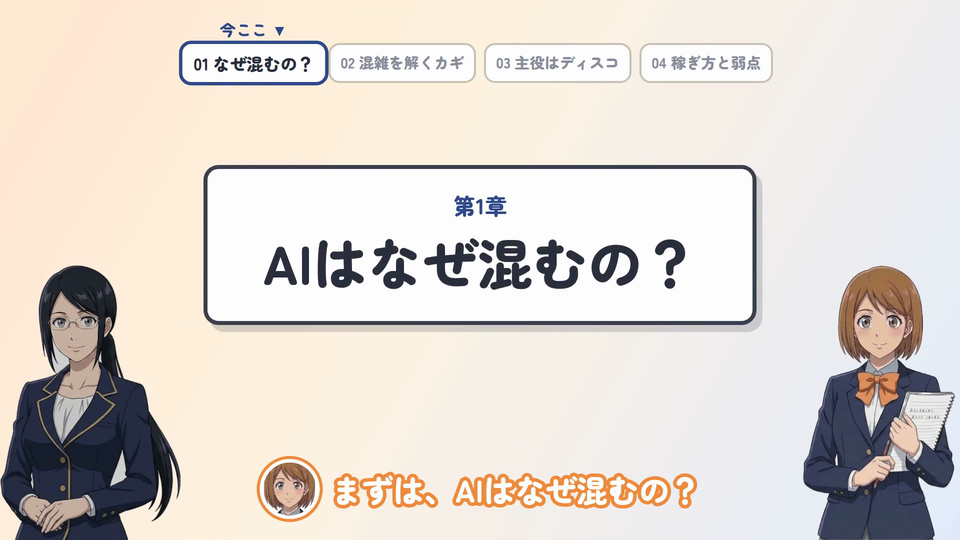 今ここ ▼
01 なぜ混むの？
02 混雑を解くカギ
03 主役はディスコ
04 稼ぎ方と弱点
第1章
AIはなぜ混むの？
まずは、AIはなぜ混むの？